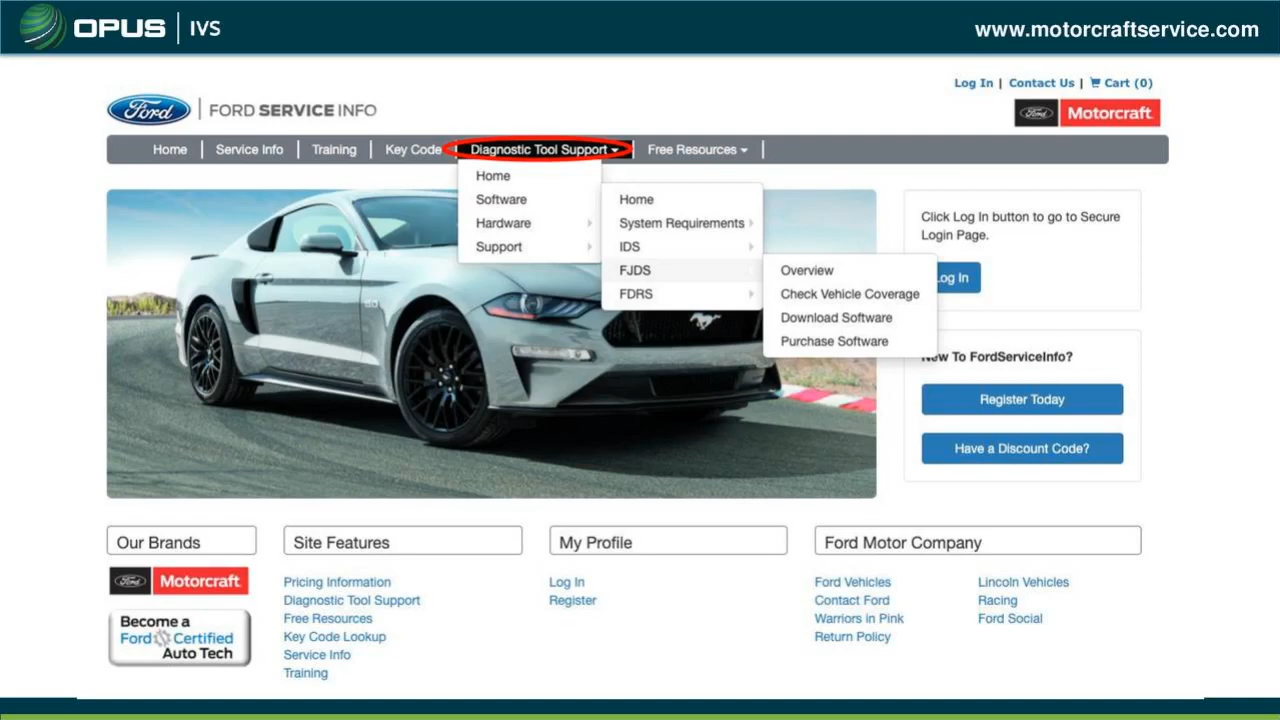 OPUS | IVS
www.motorcraftservice.com
Log In | Contact Us | Cart (0)
Ford | FORD SERVICE INFO
Ford Motorcraft
Home | Service Info | Training | Key Code | Diagnostic Tool Support | Free Resources |
Home
Software
Hardware
Support
Home
System Requirements
IDS
FJDS
FDRS
Overview
Check Vehicle Coverage
Download Software
Purchase Software
5.0
Click Log In button to go to Secure
Login Page.
Log In
New To FordServiceInfo?
Register Today
Have a Discount Code?
Our Brands
Ford Motorcraft
Become a
Ford Certified
Auto Tech
Site Features
Pricing Information
Diagnostic Tool Support
Free Resources
Key Code Lookup
Service Info
Training
My Profile
Log In
Register
Ford Motor Company
Ford Vehicles
Contact Ford
Warriors in Pink
Return Policy
Lincoln Vehicles
Racing
Ford Social